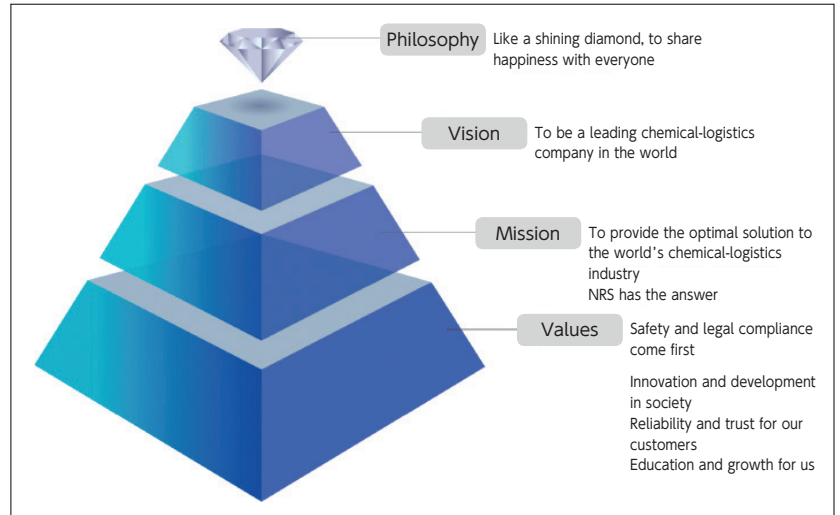 Philosophy
Like a shining diamond, to share
happiness with everyone
Vision
To be a leading chemical-logistics
company in the world
Mission
To provide the optimal solution to
the world's chemical-logistics
industry
NRS has the answer
Values
Safety and legal compliance
come first
Innovation and development
in society
Reliability and trust for our
customers
Education and growth for us